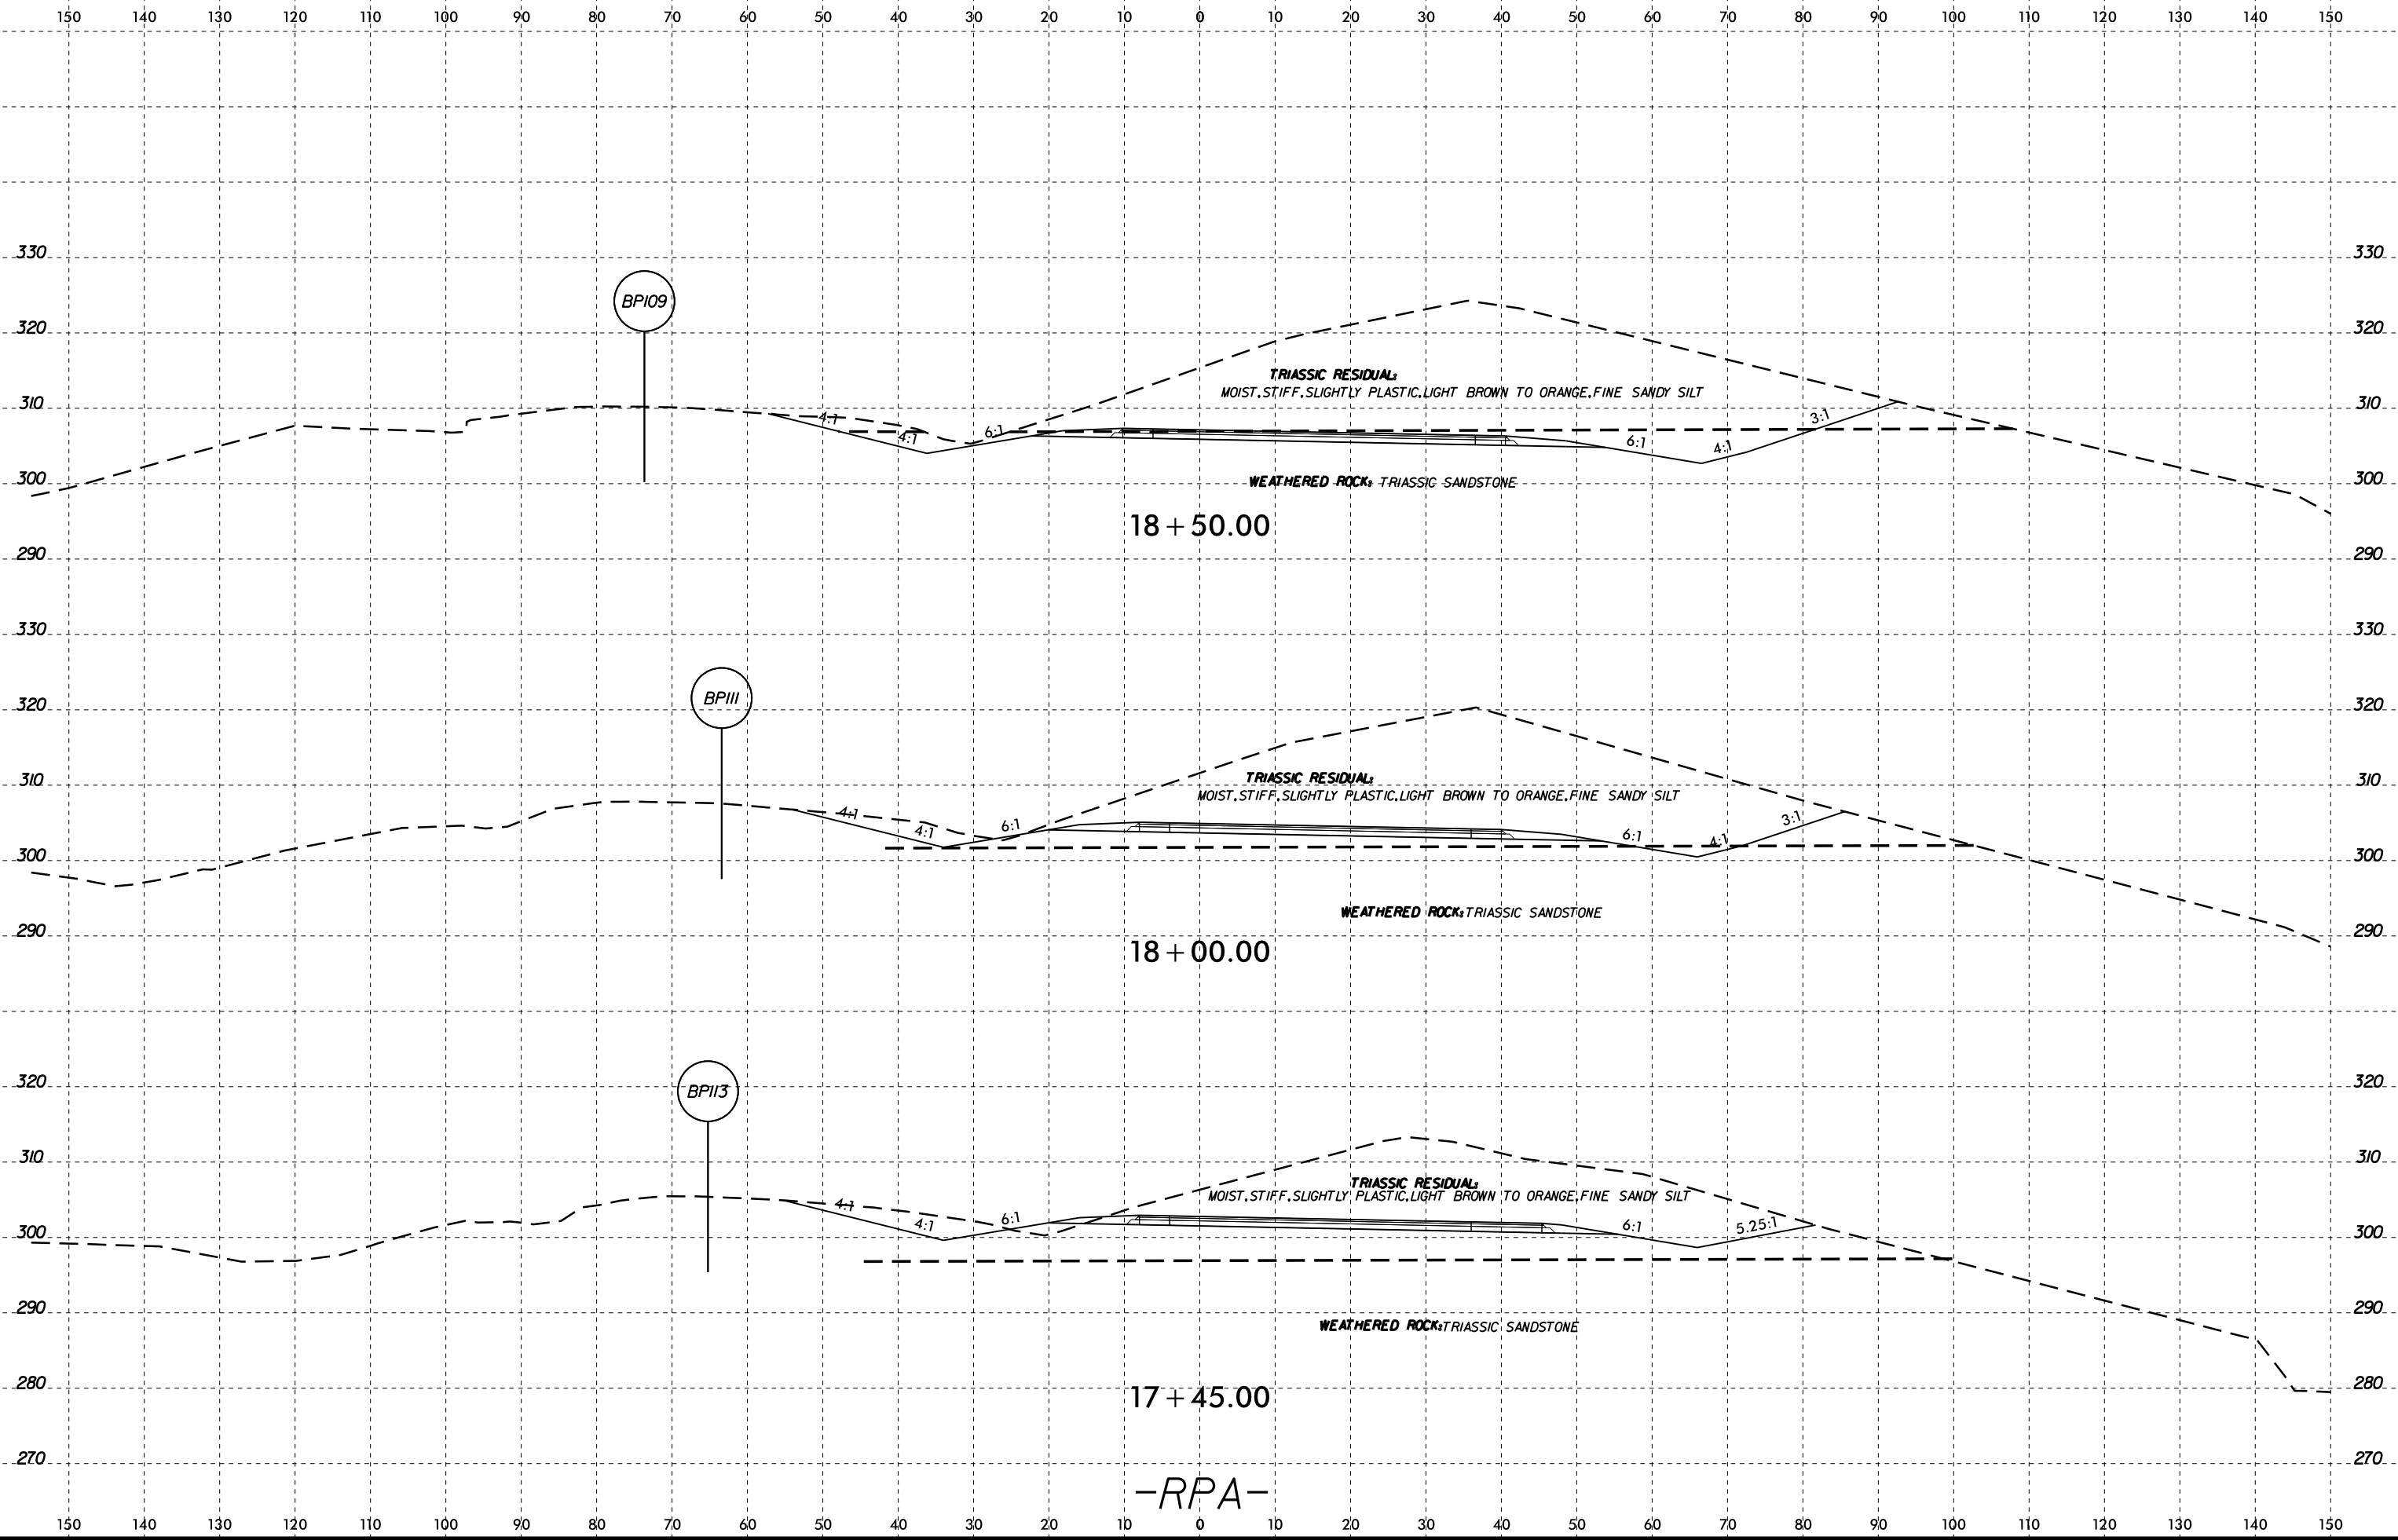 150 140 130 120 110 100 90 80 70 60 50 40 30 20 10 0 10 20 30 40 50 60 70 80 90 100 110 120 130 140 150
330 330
BP109
320 320
TRIASSIC RESIDUAL:
MOIST, STIFF, SLIGHTLY PLASTIC, LIGHT BROWN TO ORANGE, FINE SANDY SILT
310 310
4:1 4:1 6:1 6:1 4:1 3:1
300 WEATHERED ROCK: TRIASSIC SANDSTONE 300
18+50.00
290 290
330 330
BP111
320 320
310 TRIASSIC RESIDUAL: 310
MOIST, STIFF, SLIGHTLY PLASTIC, LIGHT BROWN TO ORANGE, FINE SANDY SILT
4:1 4:1 6:1 6:1 4:1 3:1
300 300
WEATHERED ROCK: TRIASSIC SANDSTONE
290 290
18+00.00
320 320
BP113
310 310
TRIASSIC RESIDUAL:
MOIST, STIFF, SLIGHTLY PLASTIC, LIGHT BROWN TO ORANGE, FINE SANDY SILT
4:1 4:1 6:1 6:1 5.25:1
300 300
290 290
WEATHERED ROCK: TRIASSIC SANDSTONE
280 280
17+45.00
270 270
-RPA-
150 140 130 120 110 100 90 80 70 60 50 40 30 20 10 0 10 20 30 40 50 60 70 80 90 100 110 120 130 140 150